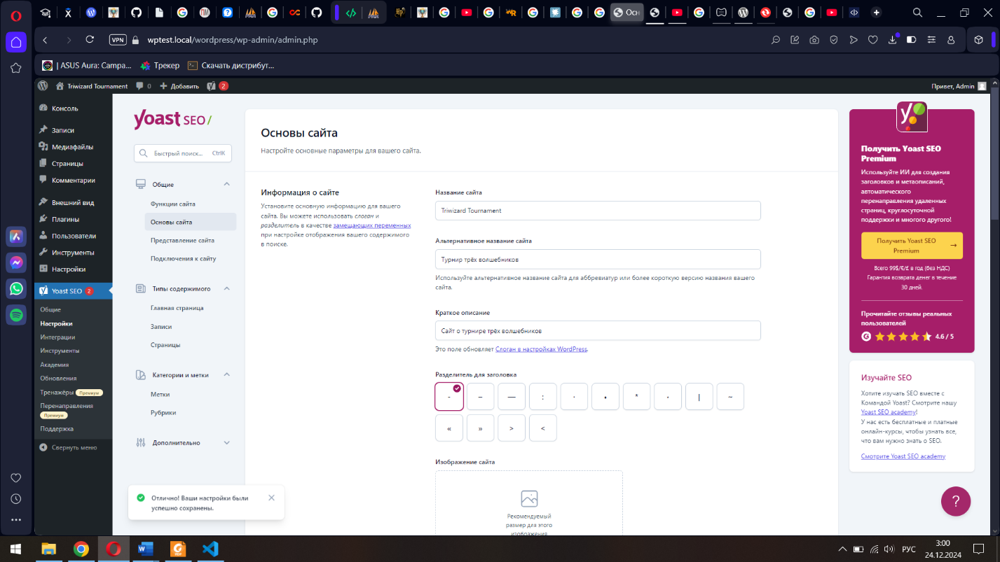 Осн
VPN
wptest.local/wordpress/wp-admin/admin.php
| ASUS Aura: Campa...
Трекер
Скачать дистрибут...
Triwizard Tournament
0
Добавить
2
Привет, Admin
Консоль
Записи
Медиафайлы
Страницы
Комментарии
Внешний вид
Плагины
Пользователи
Инструменты
Настройки
Yoast SEO 2
Общие
Настройки
Интеграции
Инструменты
Академия
Обновления
Тренажёры Премиум
Перенаправления
Премиум
Поддержка
Свернуть меню
yoast SEO /
Быстрый поиск... CtrlK
Общие
Функции сайта
Основы сайта
Представление сайта
Подключения к сайту
Типы содержимого
Главная страница
Записи
Страницы
Категории и метки
Метки
Рубрики
Дополнительно
Отлично! Ваши настройки были
успешно сохранены.
Основы сайта
Настройте основные параметры для вашего сайта.
Информация о сайте
Установите основную информацию для вашего
сайта. Вы можете использовать слоган и
разделитель в качестве замещающих переменных
при настройке отображения вашего содержимого
в поиске.
Название сайта
Triwizard Tournament
Альтернативное название сайта
Турнир трёх волшебников
Используйте альтернативное название сайта для аббревиатур или более короткую версию названия вашего
сайта.
Краткое описание
Сайт о турнире трёх волшебников
Это поле обновляет Слоган в настройках WordPress.
Разделитель для заголовка
- – — : · • * ⋆ | ~
« » > <
Изображение сайта
Рекомендуемый
размер для этого
изображения
Получить Yoast SEO
Premium
Используйте ИИ для создания
заголовков и метаописаний,
автоматического
перенаправления удаленных
страниц, круглосуточной
поддержки и многого другого!
Получить Yoast SEO
Premium →
Всего 99$/€/£ в год (без НДС)
Гарантия возврата денег в течение
30 дней.
Прочитайте отзывы реальных
пользователей
4.6 / 5
Изучайте SEO
Хотите изучать SEO вместе с
Командой Yoast? Смотрите нашу
Yoast SEO academy!
У нас есть бесплатные и платные
онлайн-курсы, чтобы узнать все,
что вам нужно знать о SEO.
Смотрите Yoast SEO academy
?
РУС
3:00
24.12.2024